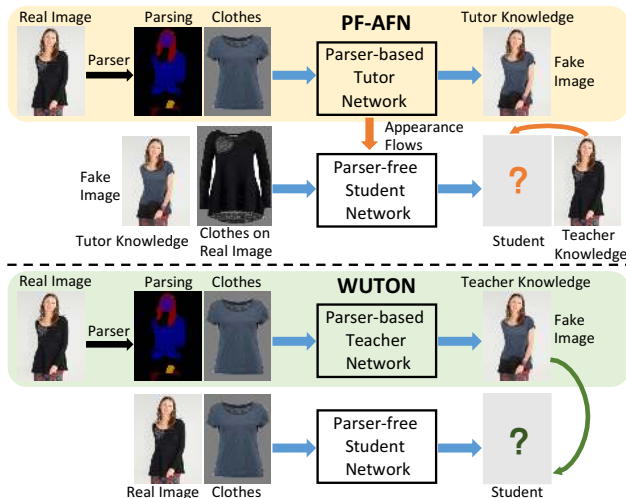 Real Image
Parsing
Clothes
PF-AFN
Tutor Knowledge
Parser
Parser-based
Tutor
Network
Fake
Image
Appearance
Flows
Fake
Image
Parser-free
Student
Network
?
Tutor Knowledge
Clothes on
Real Image
Student
Teacher
Knowledge
Real Image
Parsing
Clothes
WUTON
Teacher Knowledge
Parser
Parser-based
Teacher
Network
Fake
Image
Parser-free
Student
Network
?
Real Image
Clothes
Student